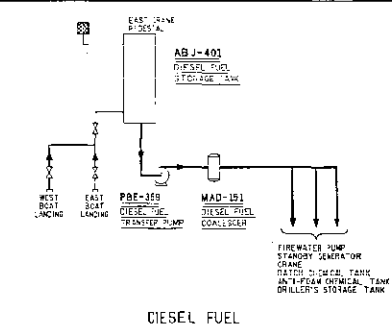 EAST CRANE
PEDESTAL
ABJ-401
DIESEL FUEL
STORAGE TANK
WEST
BOAT
LANDING
EAST
BOAT
LANDING
PBE-369
DIESEL FUEL
TRANSFER PUMP
MAD-151
DIESEL FUEL
COALESCER
FIREWATER PUMP
STANDBY GENERATOR
CRANE
BATCH CHEMICAL TANK
ANTI-FOAM CHEMICAL TANK
DRILLER'S STORAGE TANK
DIESEL FUEL